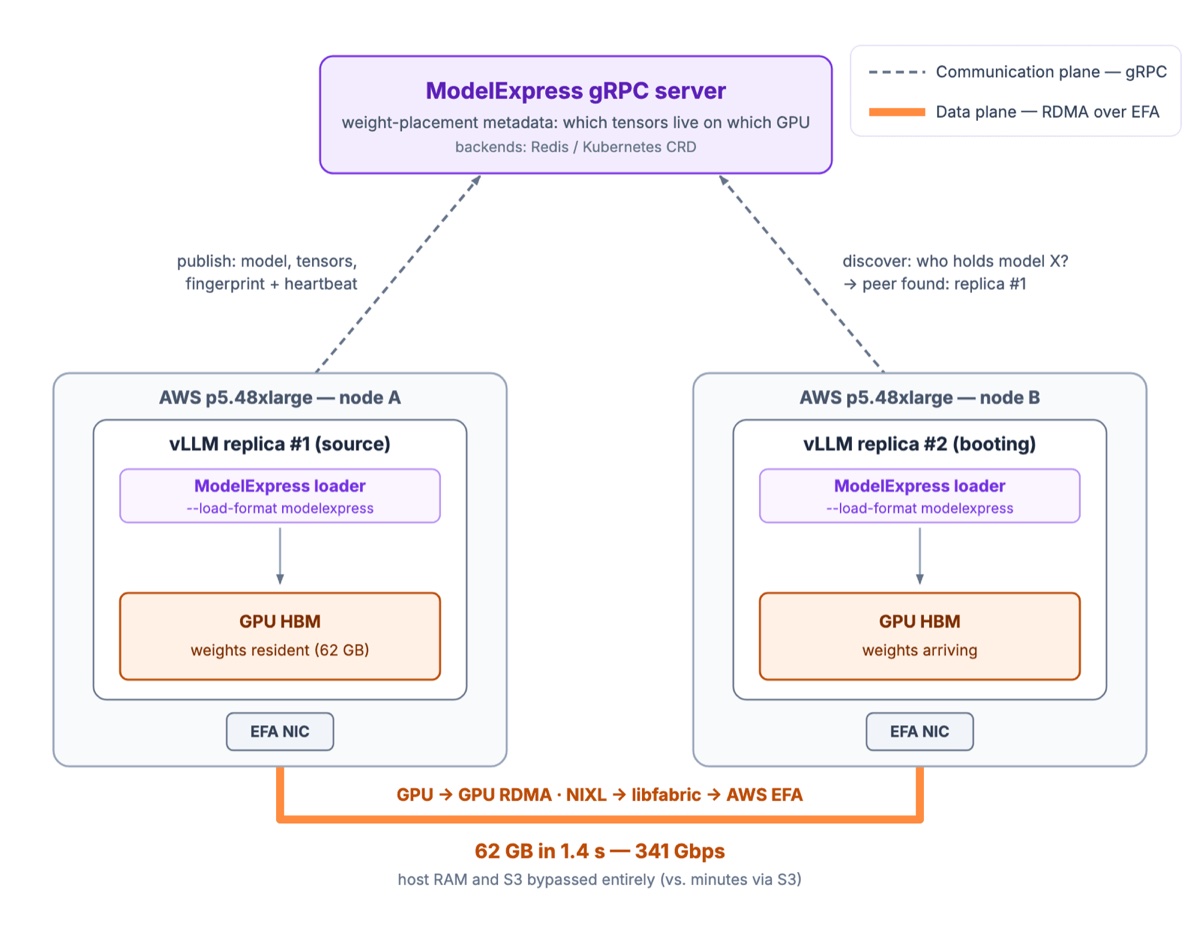 ModelExpress gRPC server
weight-placement metadata: which tensors live on which GPU
backends: Redis / Kubernetes CRD
Communication plane — gRPC
Data plane — RDMA over EFA
publish: model, tensors,
fingerprint + heartbeat
discover: who holds model X?
→ peer found: replica #1
AWS p5.48xlarge — node A
vLLM replica #1 (source)
ModelExpress loader
--load-format modelexpress
GPU HBM
weights resident (62 GB)
EFA NIC
AWS p5.48xlarge — node B
vLLM replica #2 (booting)
ModelExpress loader
--load-format modelexpress
GPU HBM
weights arriving
EFA NIC
GPU → GPU RDMA · NIXL → libfabric → AWS EFA
62 GB in 1.4 s — 341 Gbps
host RAM and S3 bypassed entirely (vs. minutes via S3)